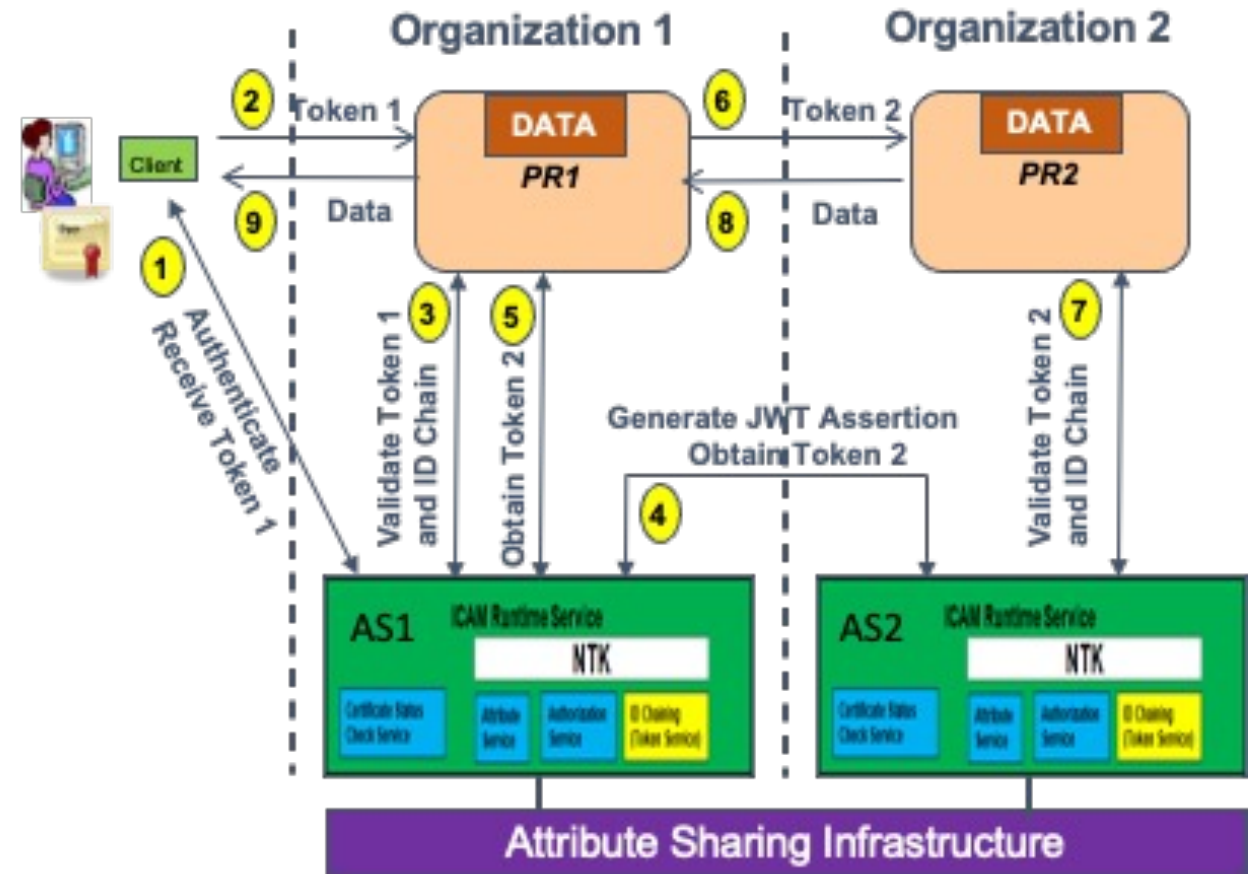 Organization 1
Organization 2
2
Token 1
DATA
PR1
6
Token 2
DATA
PR2
Client
9
Data
8
Data
1
Authenticate
Receive Token 1
3
Validate Token 1
and ID Chain
5
Obtain Token 2
7
Validate Token 2
and ID Chain
Generate JWT Assertion
Obtain Token 2
4
AS1
ICAM Runtime Service
NTK
Certificate Status
Check Service
Attribute
Service
Authorization
Service
ID Chaining
(Token Service)
AS2
ICAM Runtime Service
NTK
Certificate Status
Check Service
Attribute
Service
Authorization
Service
ID Chaining
(Token Service)
Attribute Sharing Infrastructure